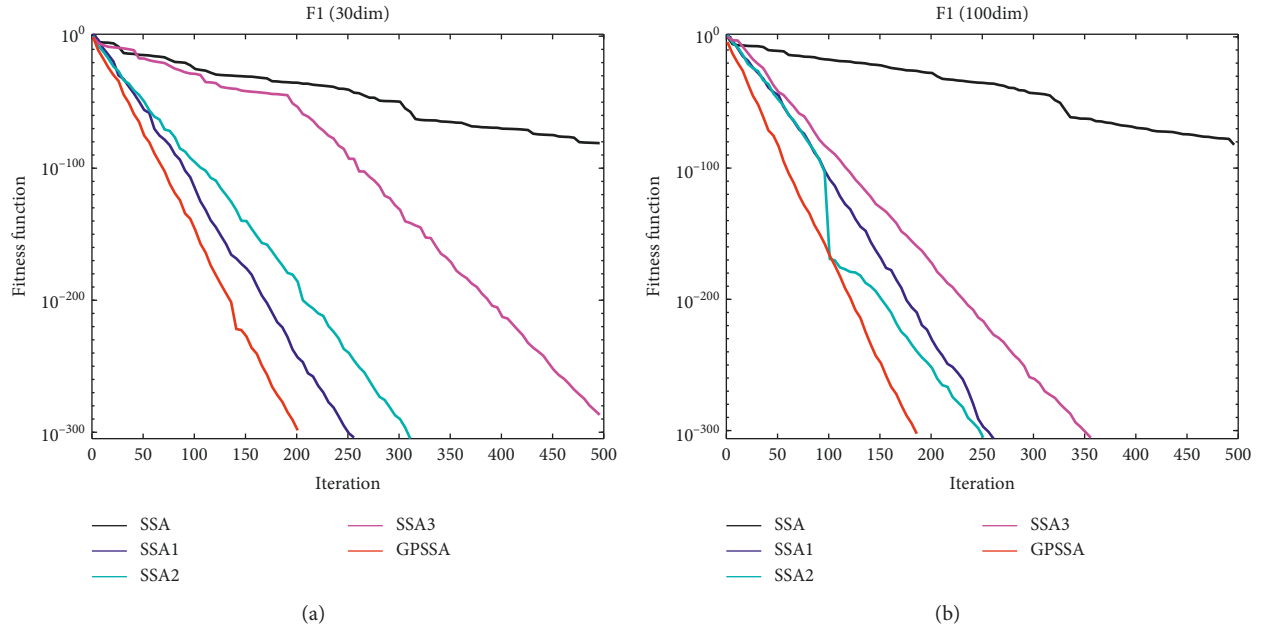 F1 (30dim)
10^0
10^-100
10^-200
10^-300
Fitness function
0 50 100 150 200 250 300 350 400 450 500
Iteration
SSA
SSA1
SSA2
SSA3
GPSSA
(a)
F1 (100dim)
10^0
10^-100
10^-200
10^-300
Fitness function
0 50 100 150 200 250 300 350 400 450 500
Iteration
SSA
SSA1
SSA2
SSA3
GPSSA
(b)